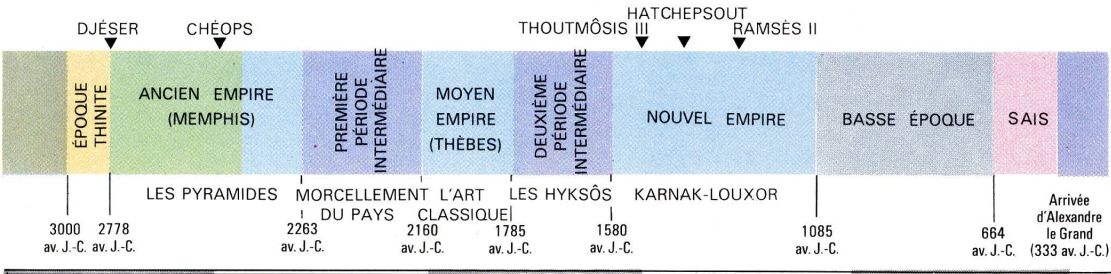 HATCHEPSOUT
DJÉSER CHÉOPS THOUTMÔSIS III RAMSÈS II
ÉPOQUE
THINITE
ANCIEN EMPIRE
(MEMPHIS)
PREMIÈRE
PÉRIODE
INTERMÉDIAIRE
MOYEN
EMPIRE
(THÈBES)
DEUXIÈME
PÉRIODE
INTERMÉDIAIRE
NOUVEL EMPIRE
BASSE ÉPOQUE
SAIS
LES PYRAMIDES
MORCELLEMENT
DU PAYS
L'ART
CLASSIQUE
LES HYKSÔS
KARNAK-LOUXOR
3000
av. J.-C.
2778
av. J.-C.
2263
av. J.-C.
2160
av. J.-C.
1785
av. J.-C.
1580
av. J.-C.
1085
av. J.-C.
664
av. J.-C.
Arrivée
d'Alexandre
le Grand
(333 av. J.-C.)